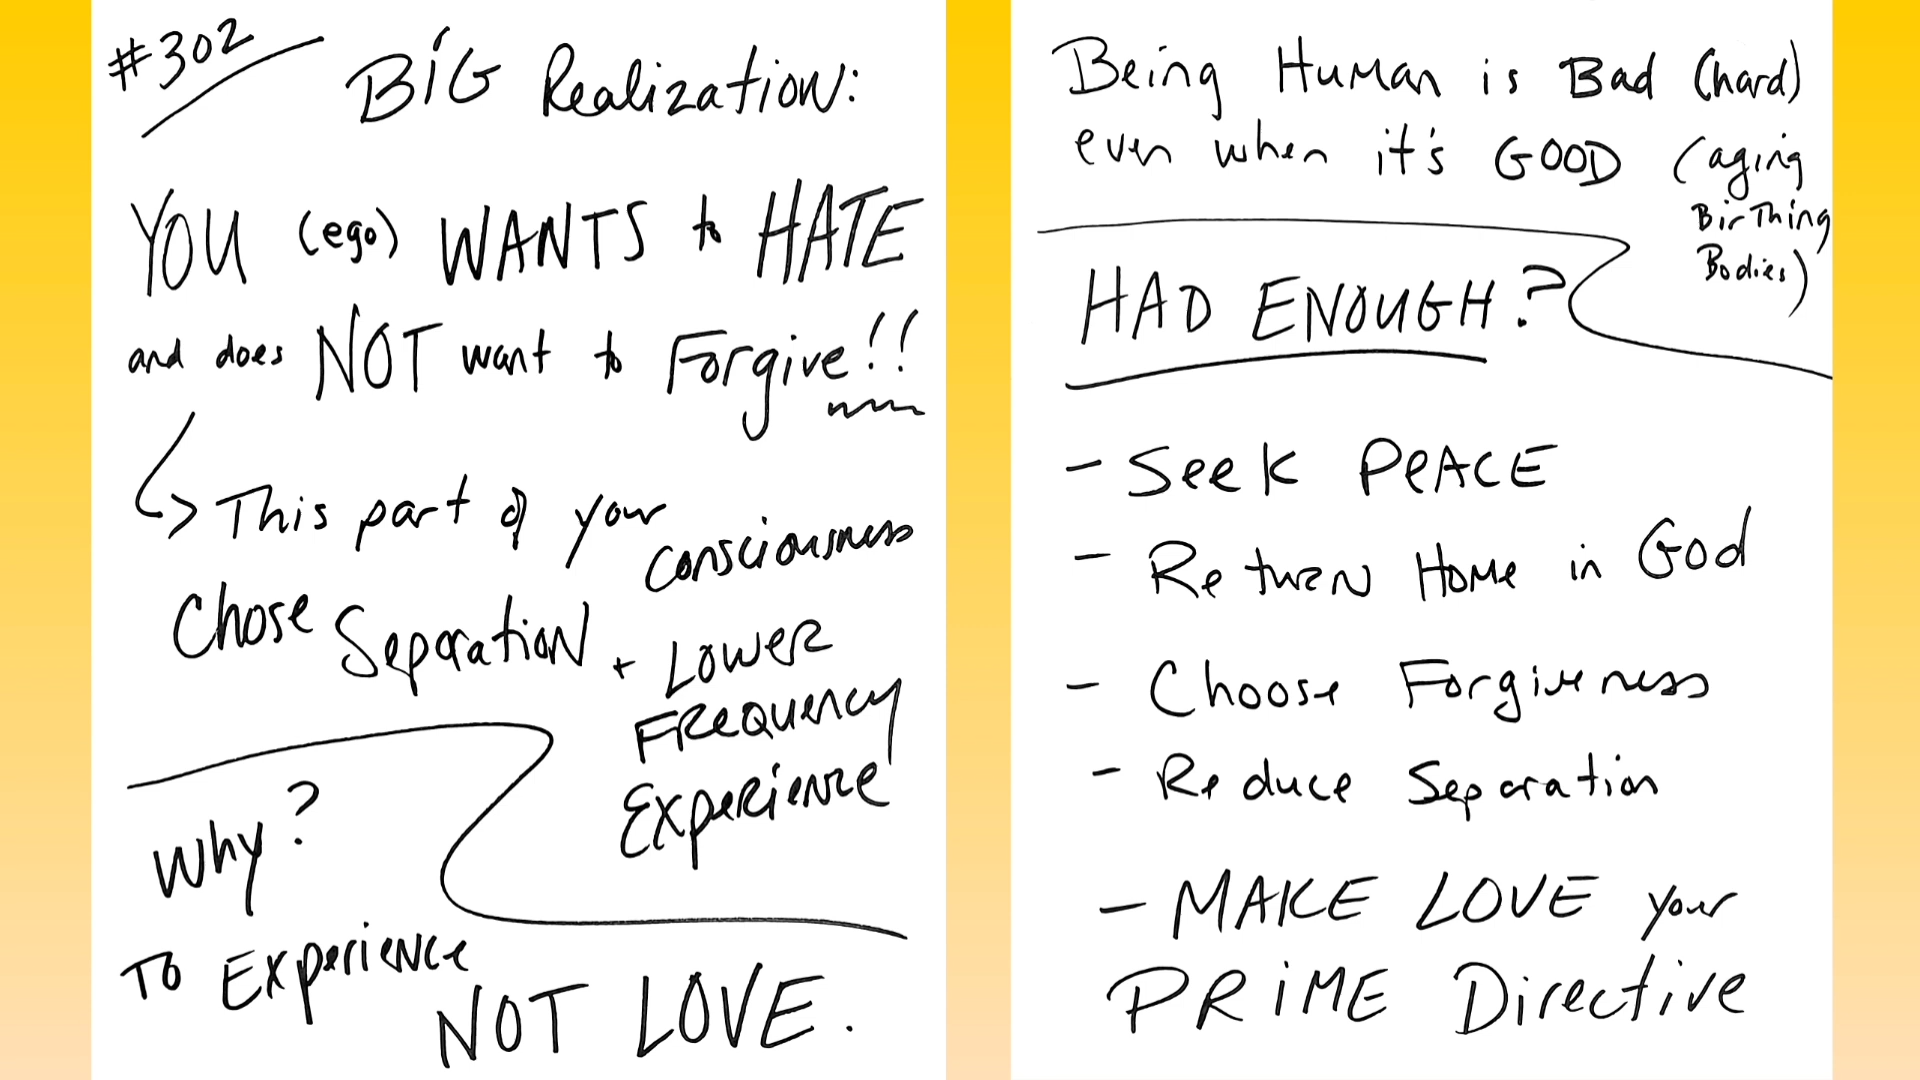 #302
BIG Realization:
YOU (ego) WANTS to HATE
and does NOT want to Forgive!!
↳ This part of your
consciousness
Chose Separation + LOWER
FREQUENCY
EXPERIENCE
Why?
TO EXPERIENCE
NOT LOVE.
Being Human is Bad (hard)
even when it's GOOD (aging
BirThing
Bodies)
HAD ENOUGH?
- Seek PEACE
- Return Home in God
- Choose Forgiveness
- Reduce Separation
- MAKE LOVE your
PRIME Directive